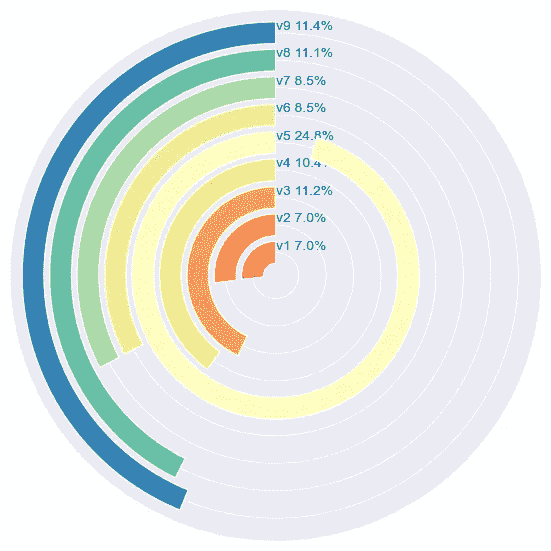 v9 11.4%
v8 11.1%
v7 8.5%
v6 8.5%
v5 24.8%
v4 10.4
v3 11.2%
v2 7.0%
v1 7.0%